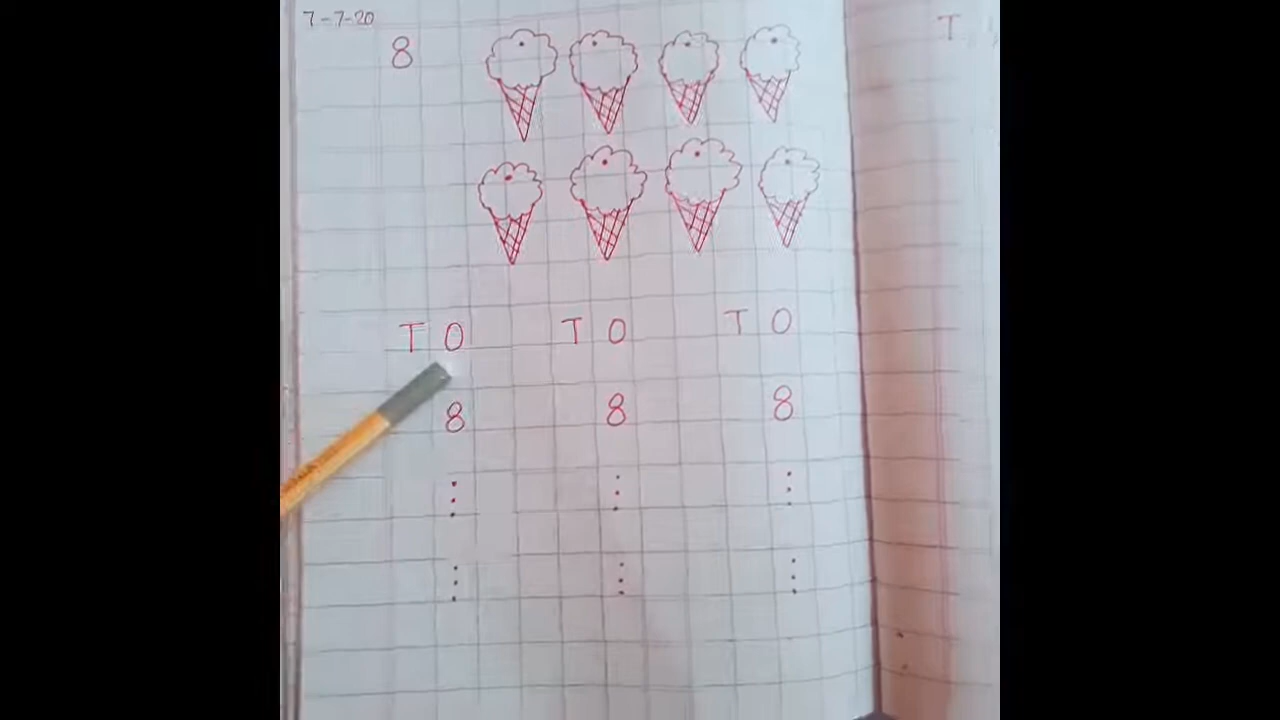 7-7-20
8
T
T O T O T O
8 8 8